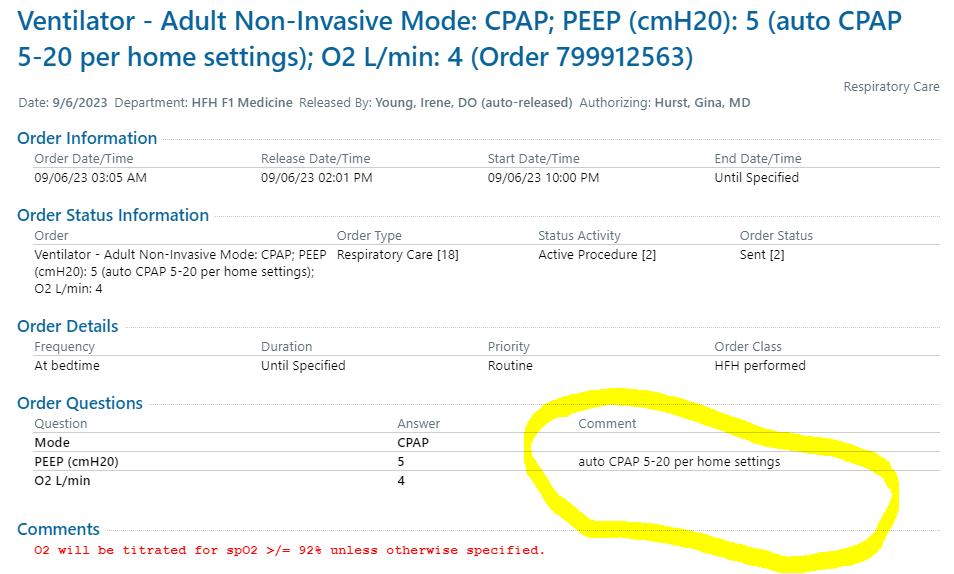 Ventilator - Adult Non-Invasive Mode: CPAP; PEEP (cmH20): 5 (auto CPAP
5-20 per home settings); O2 L/min: 4 (Order 799912563)
Respiratory Care
Date: 9/6/2023 Department: HFH F1 Medicine Released By: Young, Irene, DO (auto-released) Authorizing: Hurst, Gina, MD
Order Information
Order Date/Time Release Date/Time Start Date/Time End Date/Time
09/06/23 03:05 AM 09/06/23 02:01 PM 09/06/23 10:00 PM Until Specified
Order Status Information
Order Order Type Status Activity Order Status
Ventilator - Adult Non-Invasive Mode: CPAP; PEEP Respiratory Care [18] Active Procedure [2] Sent [2]
(cmH20): 5 (auto CPAP 5-20 per home settings);
O2 L/min: 4
Order Details
Frequency Duration Priority Order Class
At bedtime Until Specified Routine HFH performed
Order Questions
Question Answer Comment
Mode CPAP
PEEP (cmH20) 5 auto CPAP 5-20 per home settings
O2 L/min 4
Comments
O2 will be titrated for spO2 >/= 92% unless otherwise specified.